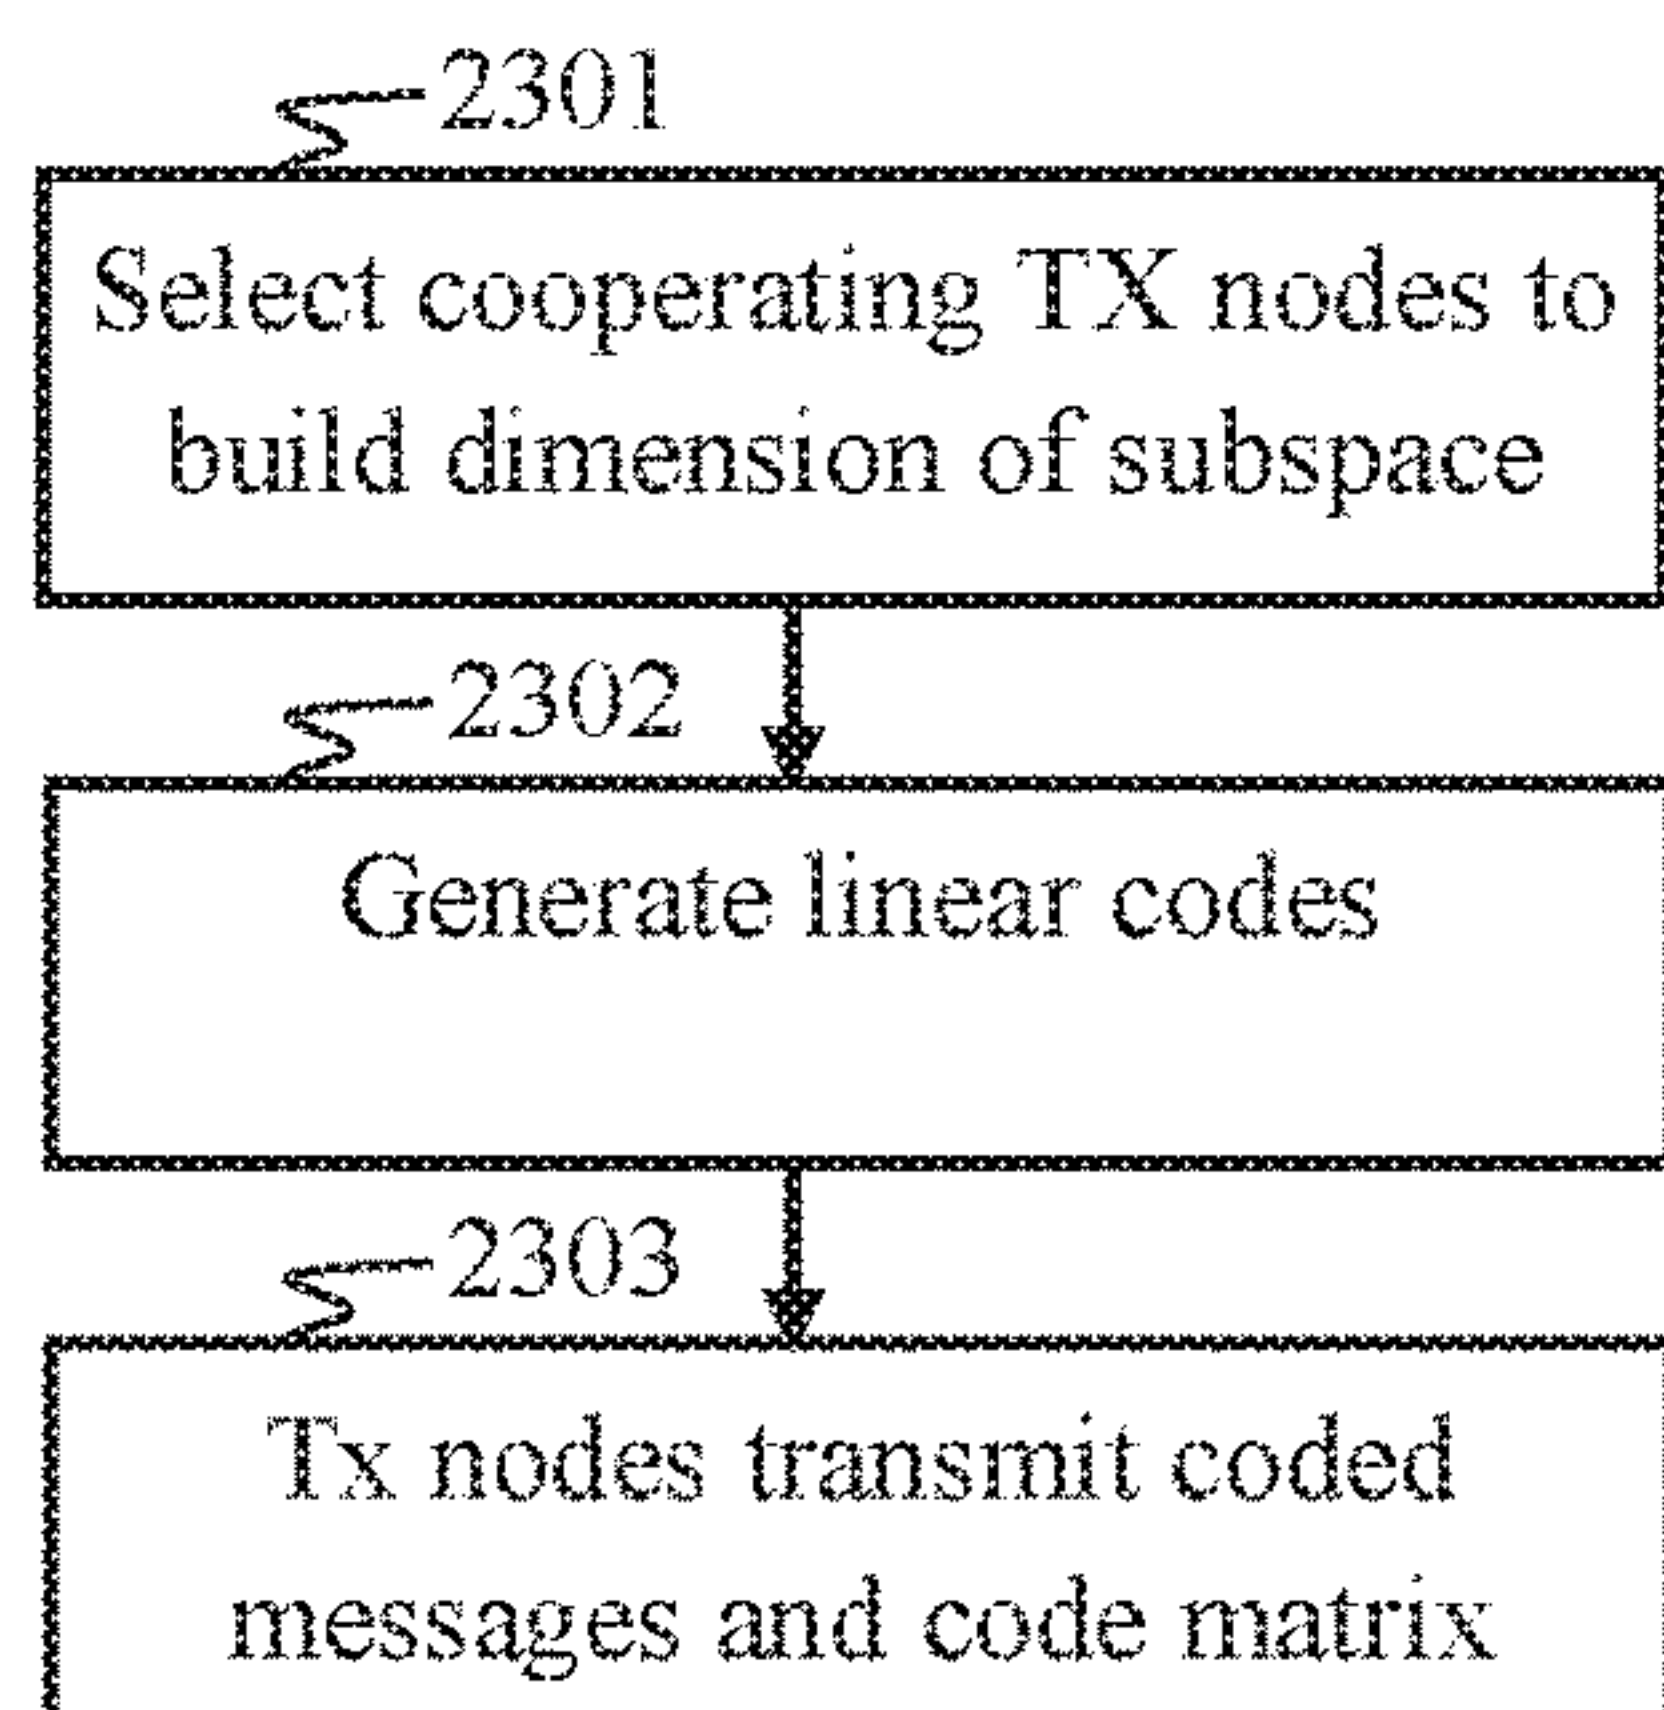 2301
Select cooperating TX nodes to
build dimension of subspace
2302
Generate linear codes
2303
Tx nodes transmit coded
messages and code matrix